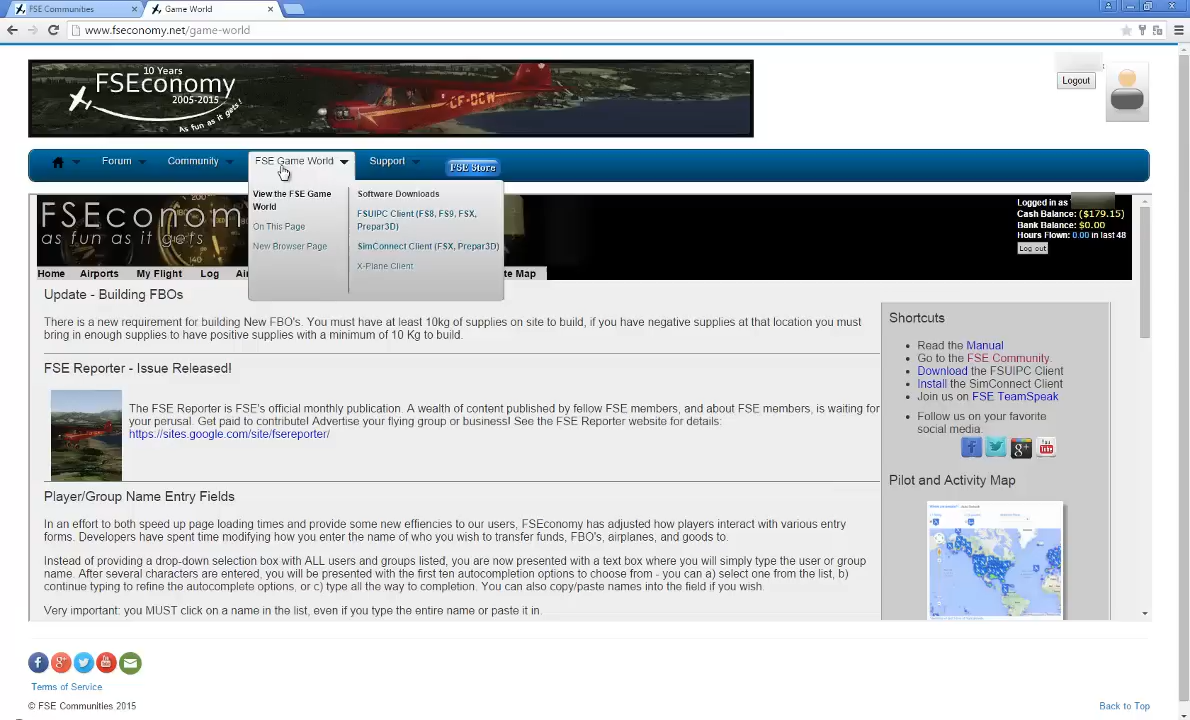 FSE Communities
Game World
www.fseconomy.net/game-world
10 Years
FSEconomy
2005-2015
As fun as it gets!
CF-DCW
Logout
Forum
Community
FSE Game World
Support
FSE Store
View the FSE Game
World
On This Page
New Browser Page
Software Downloads
FSUIPC Client (FS8, FS9, FSX,
Prepar3D)
SimConnect Client (FSX, Prepar3D)
X-Plane Client
FSEconom
as fun as it gets
Logged in as
Cash Balance: ($179.15)
Bank Balance: $0.00
Hours Flown: 0.00 in last 48
Log out
Home Airports My Flight Log Air te Map
Update - Building FBOs
There is a new requirement for building New FBO's. You must have at least 10kg of supplies on site to build, if you have negative supplies at that location you must
bring in enough supplies to have positive supplies with a minimum of 10 Kg to build.
FSE Reporter - Issue Released!
The FSE Reporter is FSE's official monthly publication. A wealth of content published by fellow FSE members, and about FSE members, is waiting for
your perusal. Get paid to contribute! Advertise your flying group or business! See the FSE Reporter website for details:
https://sites.google.com/site/fsereporter/
Player/Group Name Entry Fields
In an effort to both speed up page loading times and provide some new effiencies to our users, FSEconomy has adjusted how players interact with various entry
forms. Developers have spent time modifying how you enter the name of who you wish to transfer funds, FBO's, airplanes, and goods to.
Instead of providing a drop-down selection box with ALL users and groups listed, you are now presented with a text box where you will simply type the user or group
name. After several characters are entered, you will be presented with the first ten autocompletion options to choose from - you can a) select one from the list, b)
continue typing to refine the autocomplete options, or c) type all the way to completion. You can also copy/paste names into the field if you wish.
Very important: you MUST click on a name in the list, even if you type the entire name or paste it in.
Shortcuts
Read the Manual
Go to the FSE Community.
Download the FSUIPC Client
Install the SimConnect Client
Join us on FSE TeamSpeak
Follow us on your favorite
social media.
Pilot and Activity Map
Terms of Service
© FSE Communities 2015
Back to Top